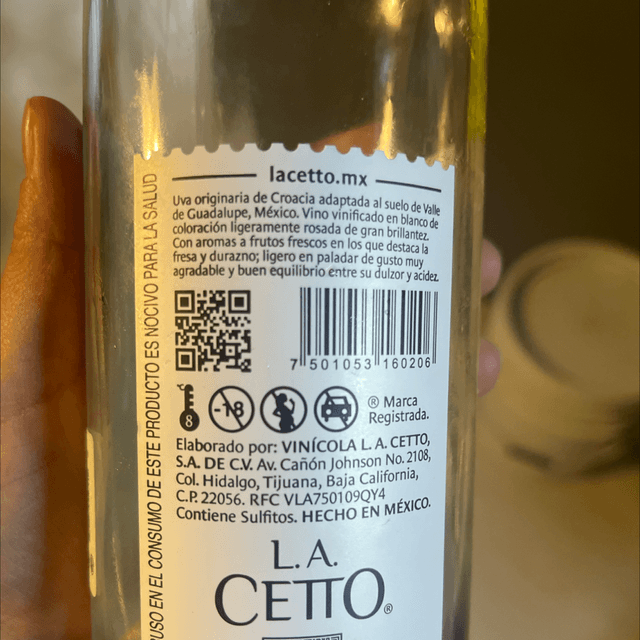 lacetto.mx
Uva originaria de Croacia adaptada al suelo de Valle
de Guadalupe, México. Vino vinificado en blanco de
coloración ligeramente rosada de gran brillantez.
Con aromas a frutos frescos en los que destaca la
fresa y durazno; ligero en paladar de gusto muy
agradable y buen equilibrio entre su dulzor y acidez.
7 501053 160206
°C
8
-18
® Marca
Registrada.
Elaborado por: VINÍCOLA L. A. CETTO,
S.A. DE C.V. Av. Cañón Johnson No. 2108,
Col. Hidalgo, Tijuana, Baja California,
C.P. 22056. RFC VLA750109QY4
Contiene Sulfitos. HECHO EN MÉXICO.
L.A.
CETTO®
USO EN EL CONSUMO DE ESTE PRODUCTO ES NOCIVO PARA LA SALUD